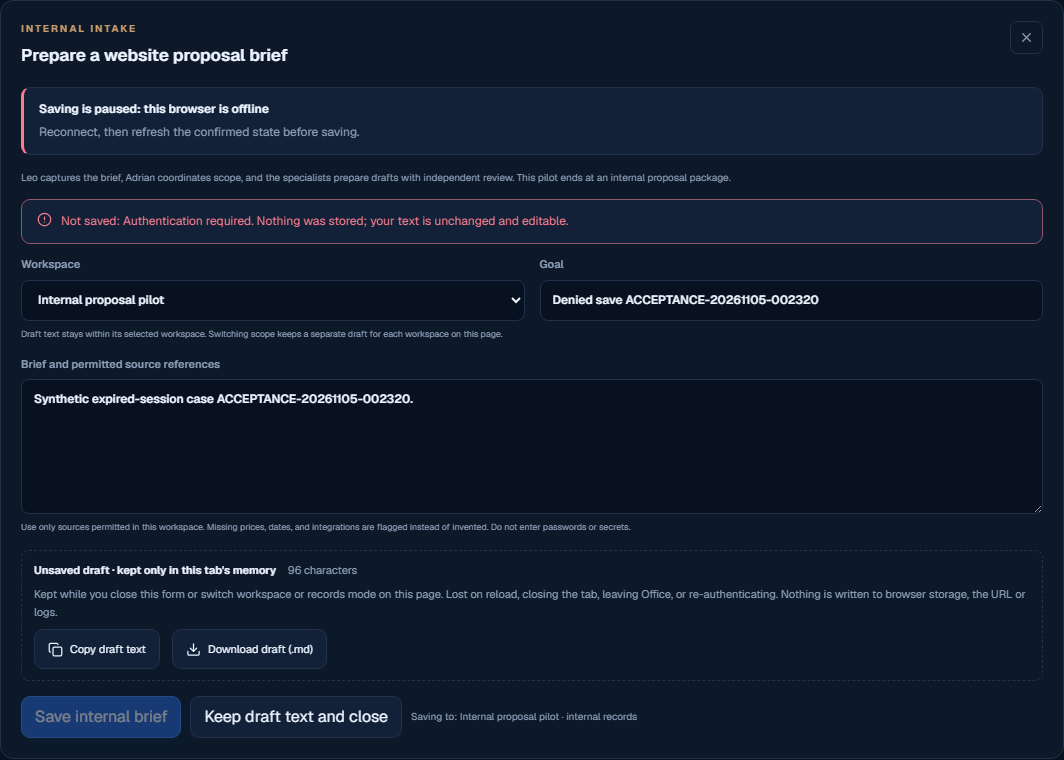 INTERNAL INTAKE
Prepare a website proposal brief
Saving is paused: this browser is offline
Reconnect, then refresh the confirmed state before saving.
Leo captures the brief, Adrian coordinates scope, and the specialists prepare drafts with independent review. This pilot ends at an internal proposal package.
Not saved: Authentication required. Nothing was stored; your text is unchanged and editable.
Workspace
Goal
Internal proposal pilot
Denied save ACCEPTANCE-20261105-002320
Draft text stays within its selected workspace. Switching scope keeps a separate draft for each workspace on this page.
Brief and permitted source references
Synthetic expired-session case ACCEPTANCE-20261105-002320.
Use only sources permitted in this workspace. Missing prices, dates, and integrations are flagged instead of invented. Do not enter passwords or secrets.
Unsaved draft · kept only in this tab's memory 96 characters
Kept while you close this form or switch workspace or records mode on this page. Lost on reload, closing the tab, leaving Office, or re-authenticating. Nothing is written to browser storage, the URL or
logs.
Copy draft text
Download draft (.md)
Save internal brief
Keep draft text and close
Saving to: Internal proposal pilot · internal records